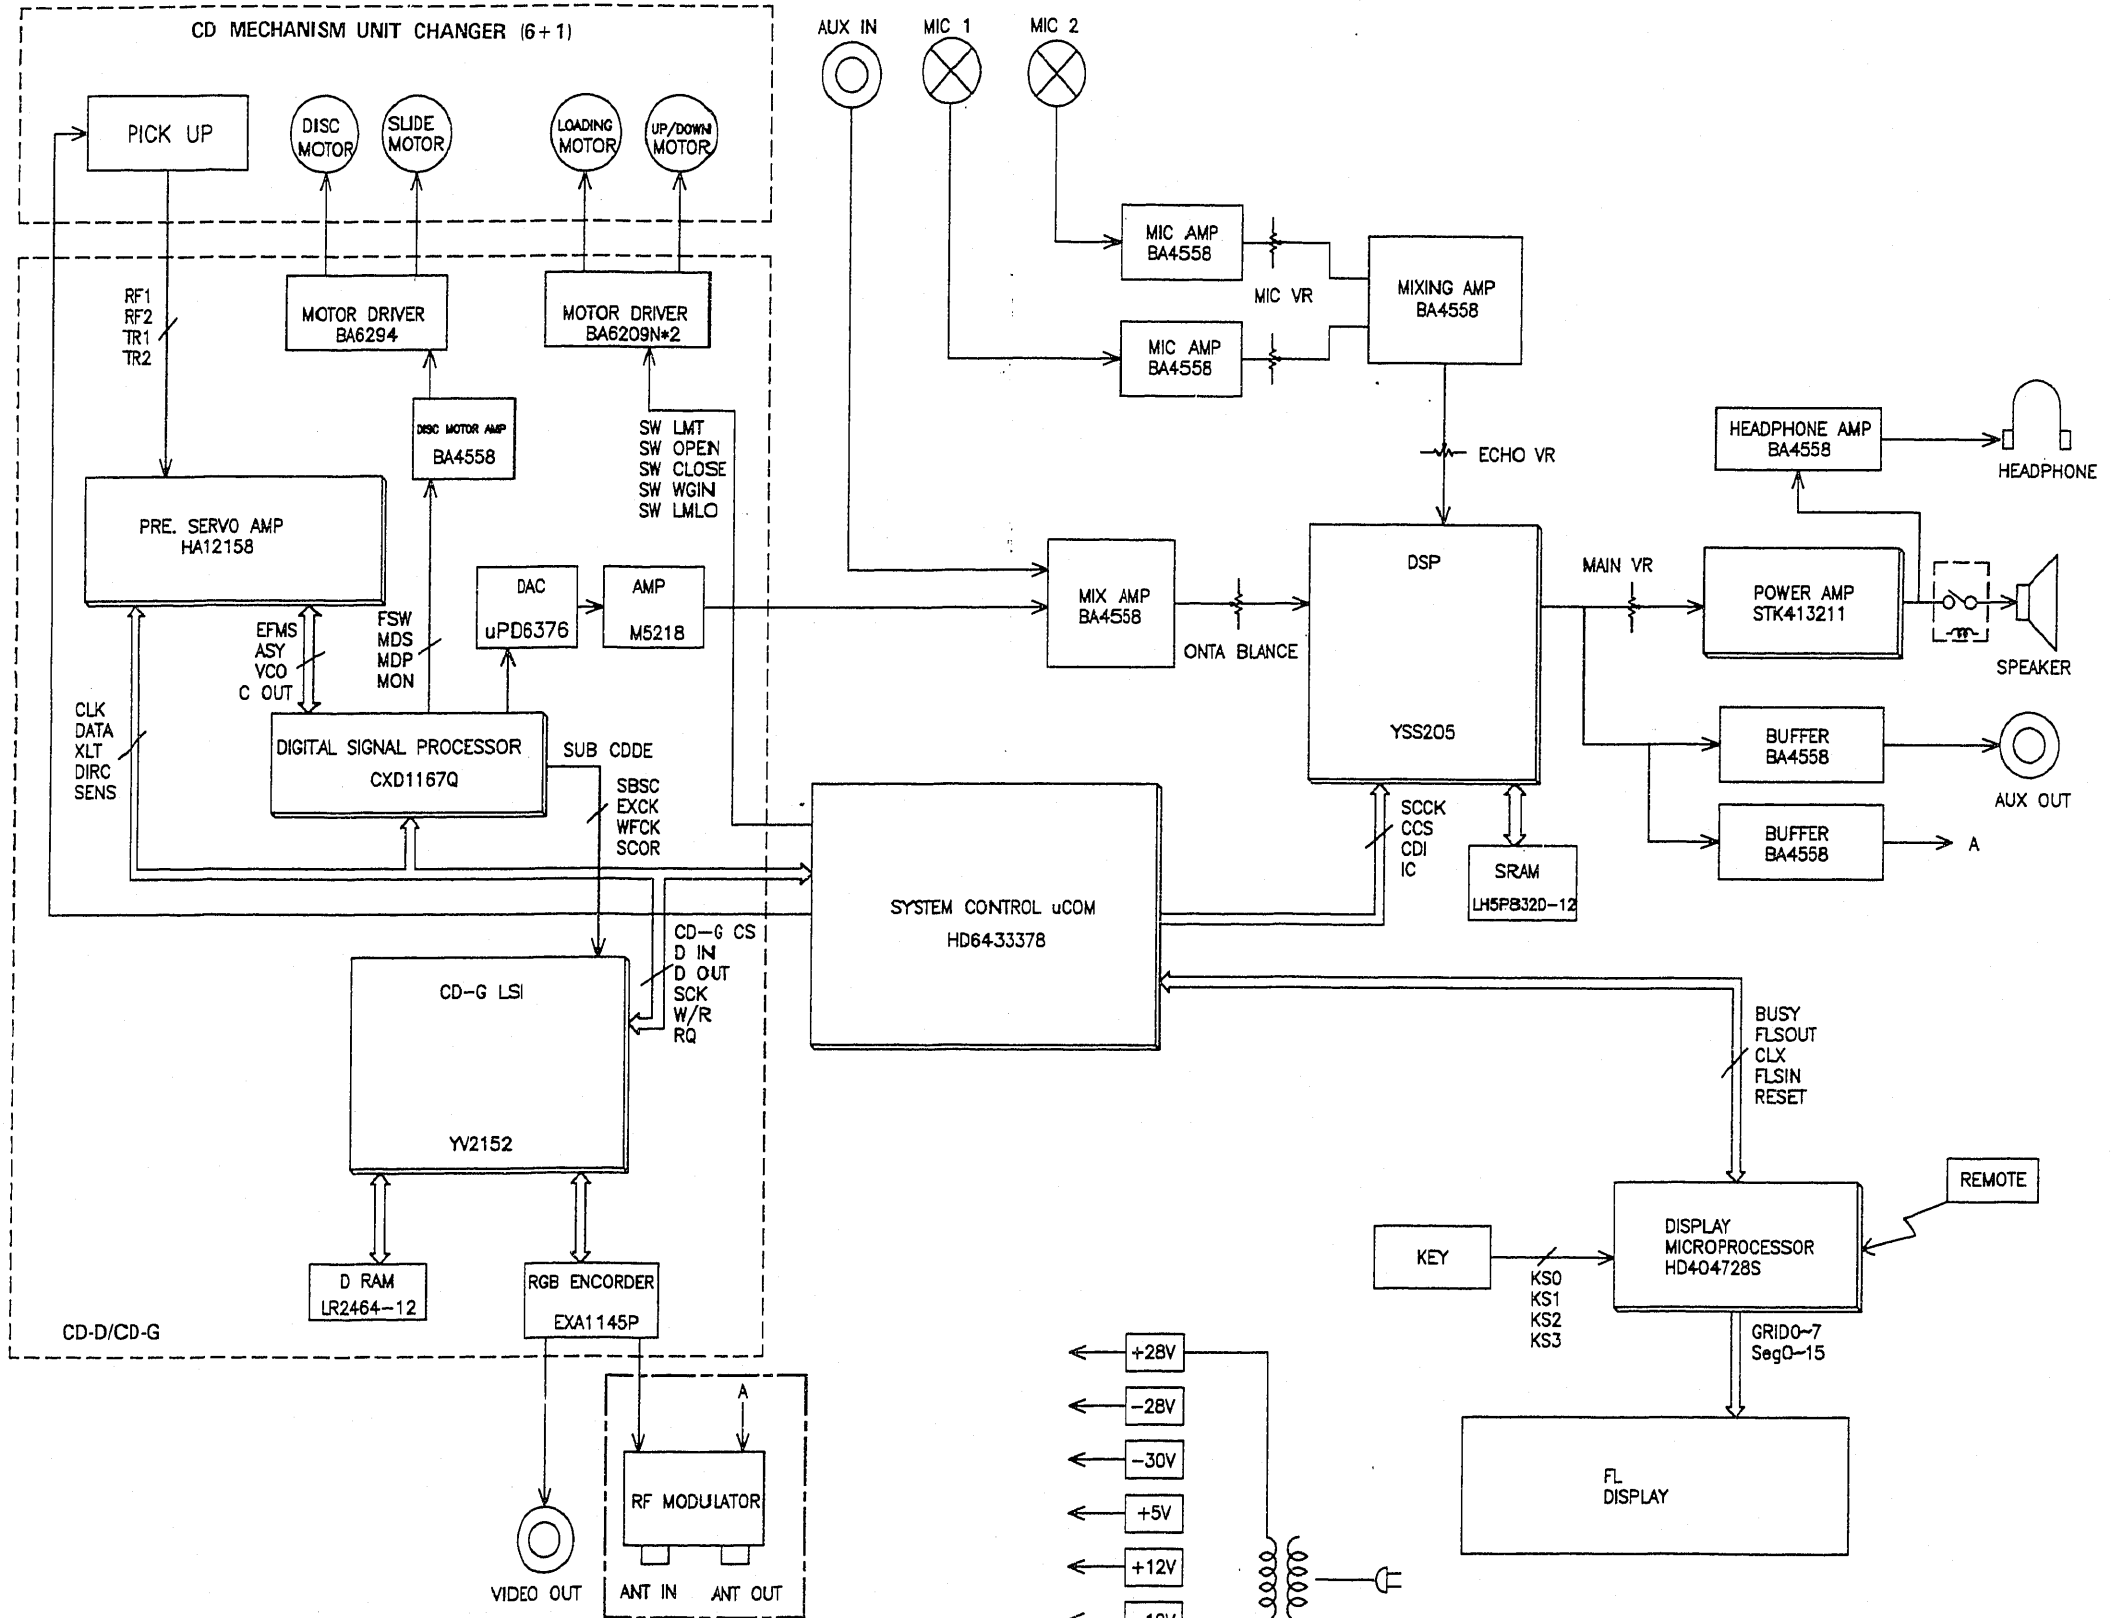 CD MECHANISM UNIT CHANGER (6+1)
PICK UP
DISC
MOTOR
SLIDE
MOTOR
LOADING
MOTOR
UP/DOWN
MOTOR
AUX IN
MIC 1
MIC 2
RF1
RF2
TR1
TR2
MOTOR DRIVER
BA6294
MOTOR DRIVER
BA6209N*2
MIC AMP
BA4558
MIC VR
MIC AMP
BA4558
MIXING AMP
BA4558
ECHO VR
DISC MOTOR AMP
BA4558
SW LMT
SW OPEN
SW CLOSE
SW WGIN
SW LMLO
PRE. SERVO AMP
HA12158
HEADPHONE AMP
BA4558
HEADPHONE
EFMS
ASY
VCO
C OUT
FSW
MDS
MDP
MON
DAC
uPD6376
AMP
M5218
MIX AMP
BA4558
ONTA BLANCE
DSP
YSS205
MAIN VR
POWER AMP
STK413211
SPEAKER
CLK
DATA
XLT
DIRC
SENS
DIGITAL SIGNAL PROCESSOR
CXD1167Q
SUB CDDE
SBSC
EXCK
WFCK
SCOR
BUFFER
BA4558
AUX OUT
BUFFER
BA4558
A
SCCK
CCS
CDI
IC
SRAM
LH5PB32D-12
SYSTEM CONTROL uCOM
HD6433378
CD-G CS
D IN
D OUT
SCK
W/R
RQ
CD-G LSI
YV2152
BUSY
FLSOUT
CLX
FLSIN
RESET
D RAM
LR2464-12
RGB ENCORDER
EXA1145P
CD-D/CD-G
REMOTE
KEY
KS0
KS1
KS2
KS3
DISPLAY
MICROPROCESSOR
HD404728S
GRID0~7
Seg0~15
FL
DISPLAY
A
RF MODULATOR
VIDEO OUT
ANT IN
ANT OUT
+28V
-28V
-30V
+5V
+12V